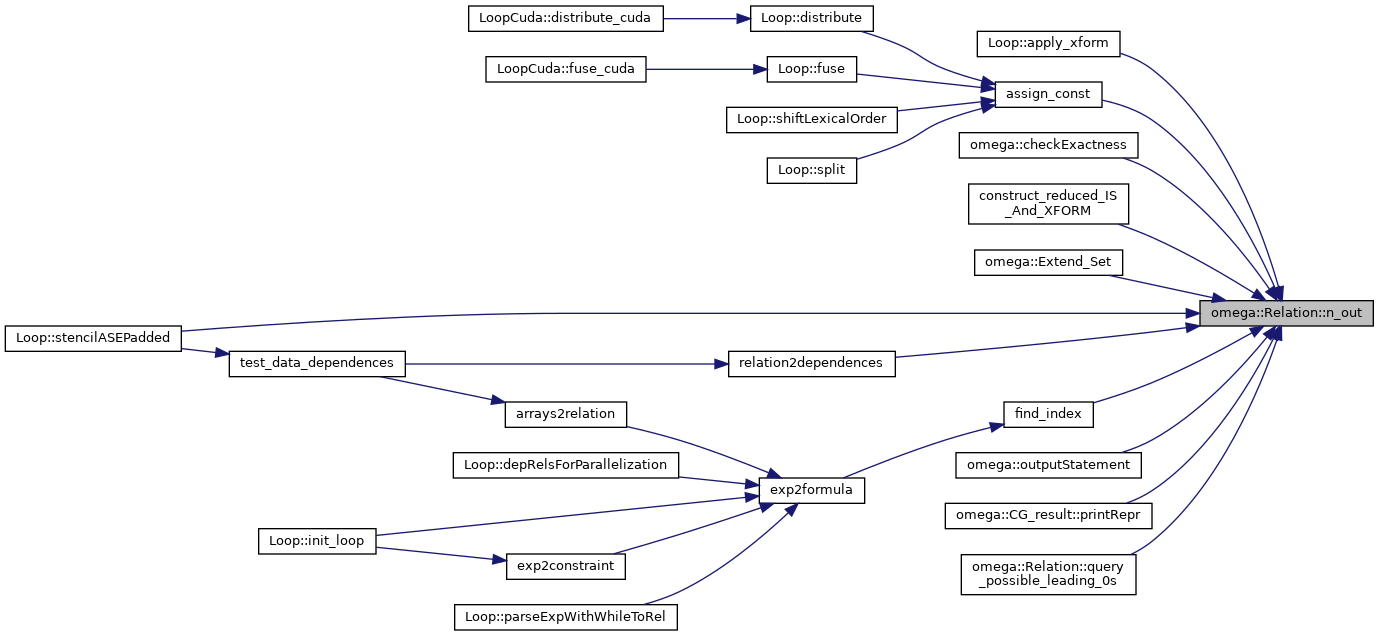 LoopCuda::distribute_cuda
Loop::distribute
Loop::apply_xform
LoopCuda::fuse_cuda
Loop::fuse
assign_const
Loop::shiftLexicalOrder
omega::checkExactness
Loop::split
construct_reduced_IS
_And_XFORM
omega::Extend_Set
omega::Relation::n_out
Loop::stencilASEPadded
test_data_dependences
relation2dependences
arrays2relation
find_index
Loop::depRelsForParallelization
omega::outputStatement
exp2formula
omega::CG_result::printRepr
Loop::init_loop
exp2constraint
omega::Relation::query
_possible_leading_0s
Loop::parseExpWithWhileToRel